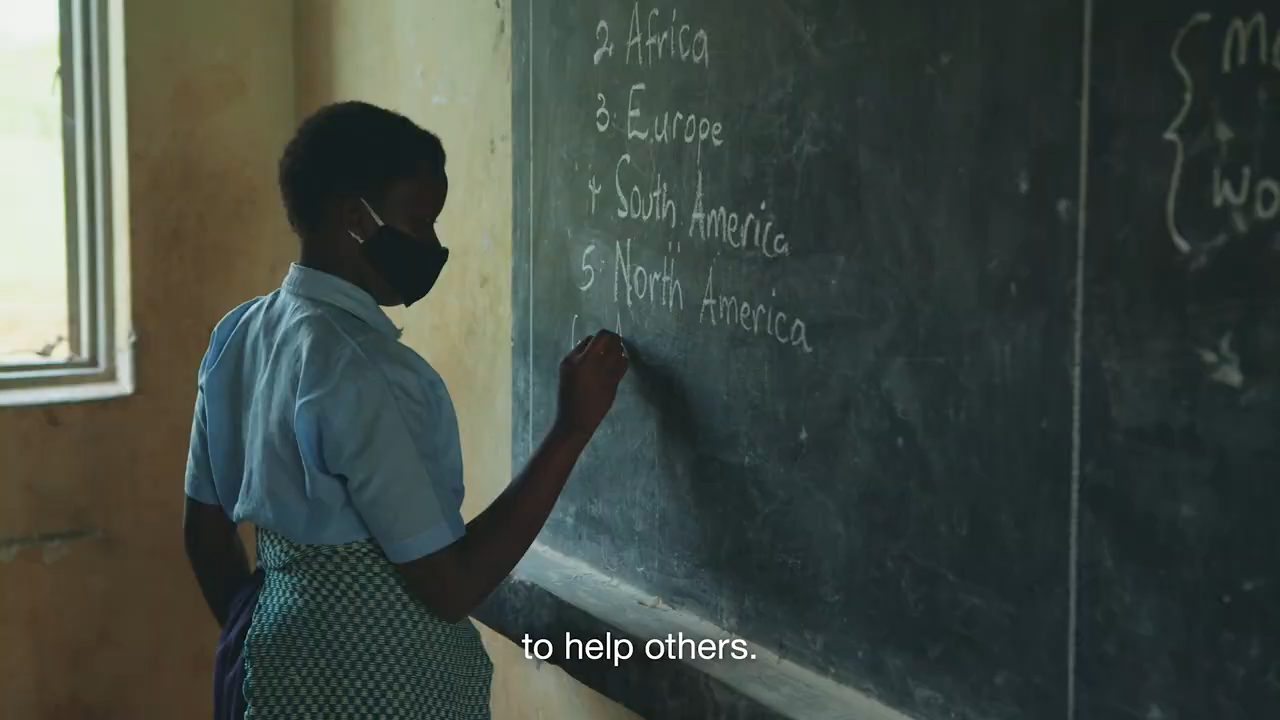 2 Africa
3 Europe
4 South America
5 North America
to help others.